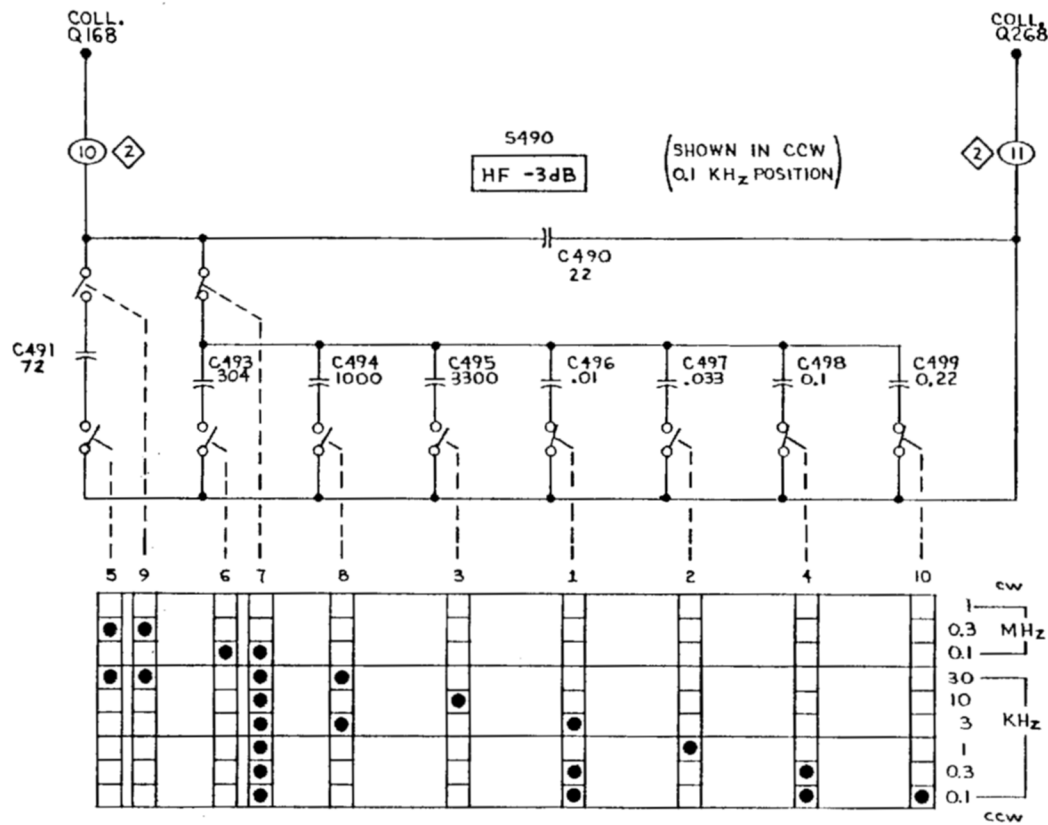 COLL.
Q168
COLL.
Q268
10
2
S490
HF -3dB
(SHOWN IN CCW
0.1 KHz POSITION)
2
11
C490
22
C491
72
C493
304
C494
1000
C495
3300
C496
.01
C497
.033
C498
0.1
C499
0.22
5 9 6 7 8 3 1 2 4 10
CW
1
0.3 MHz
0.1
30
10
3 KHz
1
0.3
0.1
CCW